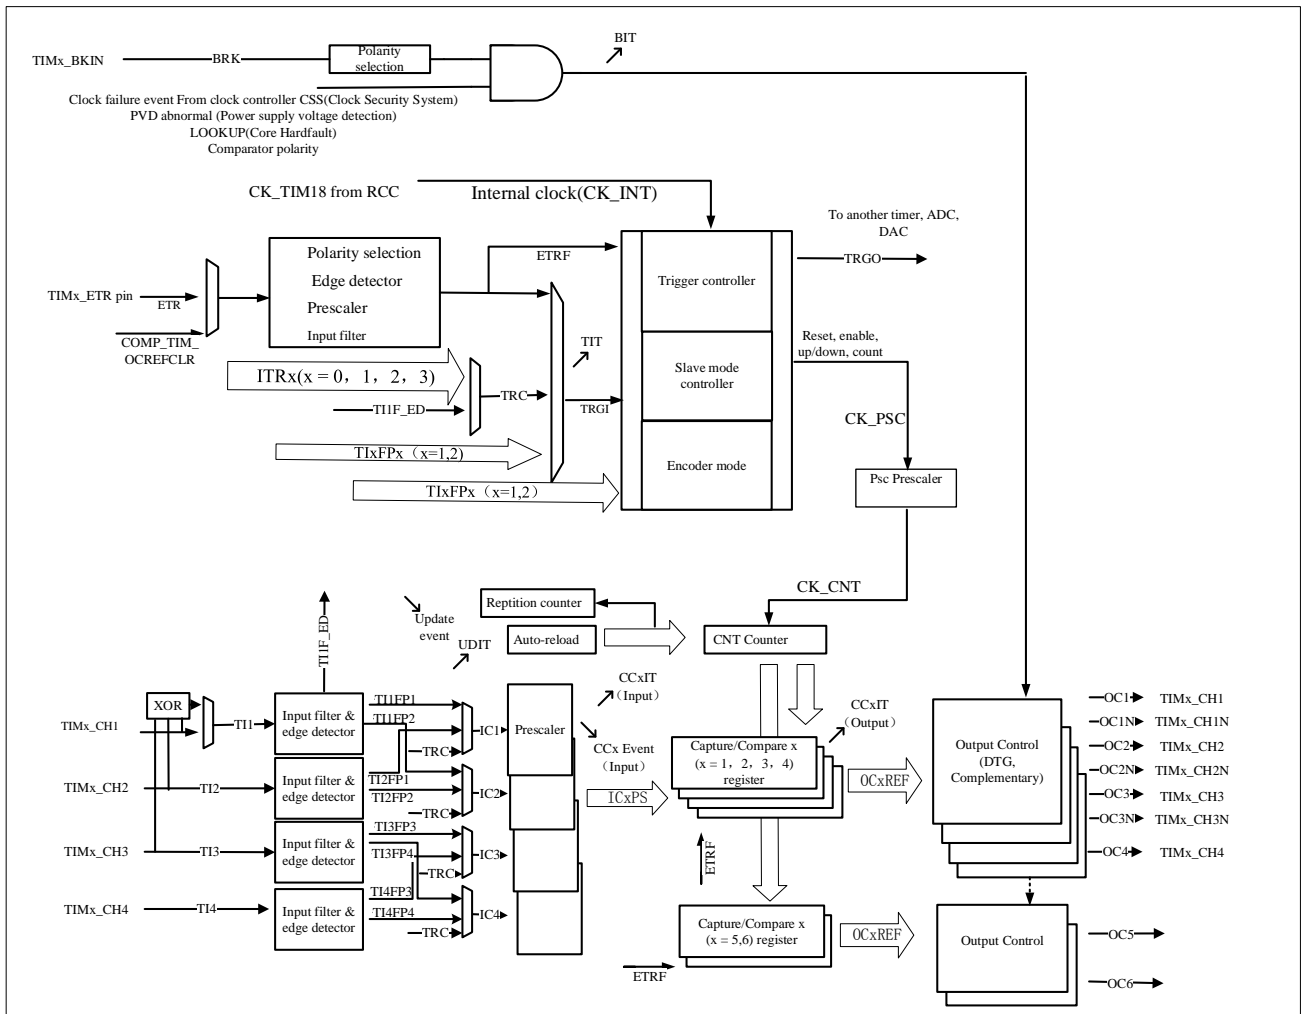 BIT
TIMx_BKIN
BRK
Polarity
selection
Clock failure event From clock controller CSS(Clock Security System)
PVD abnormal (Power supply voltage detection)
LOOKUP(Core Hardfault)
Comparator polarity
CK_TIM18 from RCC
Internal clock(CK_INT)
To another timer, ADC,
DAC
TRGO
Polarity selection
Edge detector
Prescaler
Input filter
ETRF
Trigger controller
TIMx_ETR pin
ETR
COMP_TIM_
OCREFCLR
TIT
Reset, enable,
up/down, count
ITRx(x = 0, 1, 2, 3)
Slave mode
controller
TI1F_ED
TRC
TRGI
CK_PSC
TIxFPx（x=1,2)
Encoder mode
TIxFPx（x=1,2）
Psc Prescaler
CK_CNT
Reptition counter
Update
event
Auto-reload
CNT Counter
UDIT
TI1F_ED
CCxIT
（Input）
XOR
TIMx_CH1
TI1
Input filter &
edge detector
TI1FP1
TI1FP2
TRC
IC1
Prescaler
CCx Event
（Input）
CCxIT
（Output）
Capture/Compare x
(x = 1, 2, 3, 4)
register
OCxREF
ICxPS
Output Control
(DTG,
Complementary)
OC1
TIMx_CH1
OC1N
TIMx_CH1N
OC2
TIMx_CH2
OC2N
TIMx_CH2N
OC3
TIMx_CH3
OC3N
TIMx_CH3N
OC4
TIMx_CH4
TIMx_CH2
TI2
Input filter &
edge detector
TI2FP1
TI2FP2
TRC
IC2
TIMx_CH3
TI3
Input filter &
edge detector
TI3FP3
TI3FP4
TRC
IC3
ETRF
TIMx_CH4
TI4
Input filter &
edge detector
TI4FP3
TI4FP4
TRC
IC4
Capture/Compare x
(x = 5,6) register
OCxREF
ETRF
Output Control
OC5
OC6